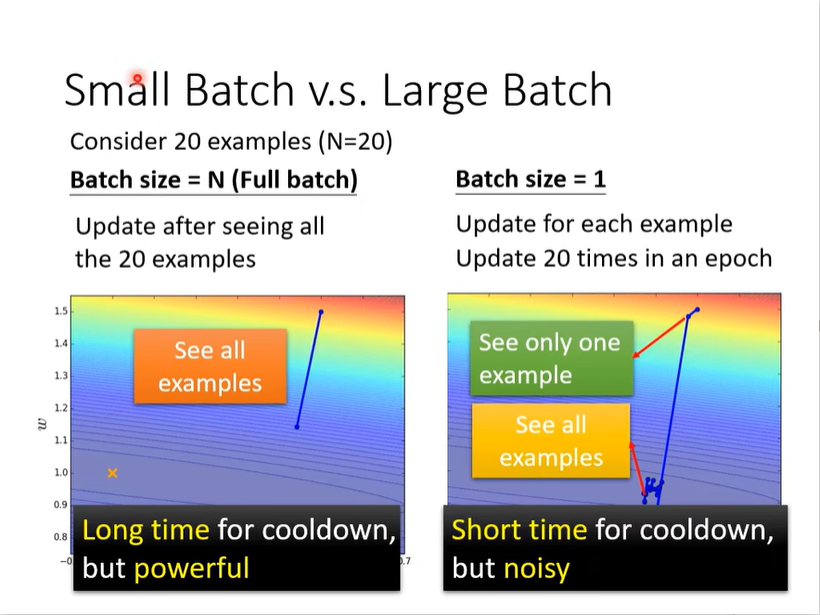 Small Batch v.s. Large Batch
Consider 20 examples (N=20)
Batch size = N (Full batch)
Update after seeing all
the 20 examples
1.5
1.4
1.3
1.2
1.1
1.0
0.9
0.8
w
See all
examples
−0
0.7
Long time for cooldown,
but powerful
Batch size = 1
Update for each example
Update 20 times in an epoch
See only one
example
See all
examples
Short time for cooldown,
but noisy